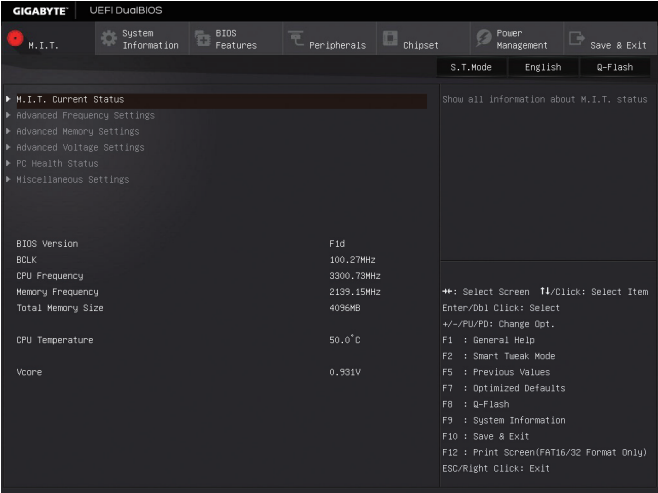 GIGABYTE™ UEFI DualBIOS
M.I.T. System Information BIOS Features Peripherals Chipset Power Management Save & Exit
S.T.Mode English Q-Flash
M.I.T. Current Status
Advanced Frequency Settings
Advanced Memory Settings
Advanced Voltage Settings
PC Health Status
Miscellaneous Settings
Show all information about M.I.T. status
BIOS Version F1d
BCLK 100.27MHz
CPU Frequency 3300.73MHz
Memory Frequency 2139.15MHz
Total Memory Size 4096MB
CPU Temperature 50.0°C
Vcore 0.931V
→←: Select Screen ↑↓/Click: Select Item
Enter/Dbl Click: Select
+/-/PU/PD: Change Opt.
F1 : General Help
F2 : Smart Tweak Mode
F5 : Previous Values
F7 : Optimized Defaults
F8 : Q-Flash
F9 : System Information
F10 : Save & Exit
F12 : Print Screen(FAT16/32 Format Only)
ESC/Right Click: Exit